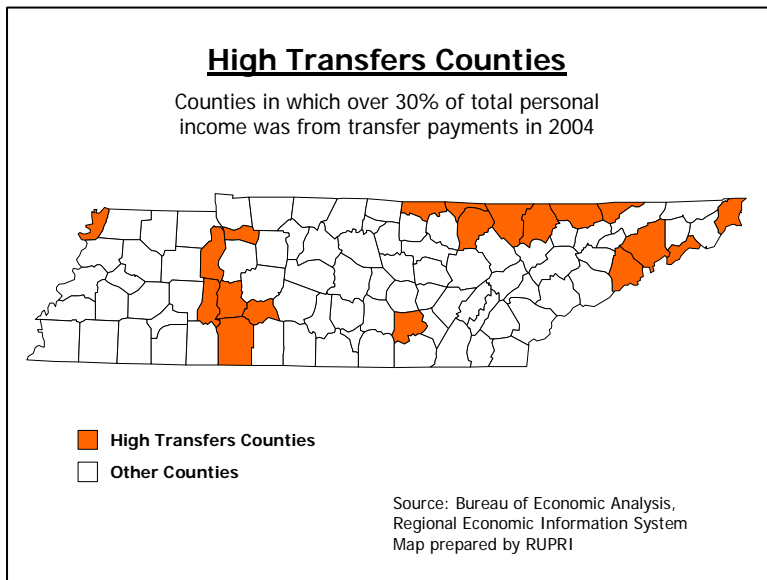 High Transfers Counties
Counties in which over 30% of total personal
income was from transfer payments in 2004
High Transfers Counties
Other Counties
Source: Bureau of Economic Analysis,
Regional Economic Information System
Map prepared by RUPRI